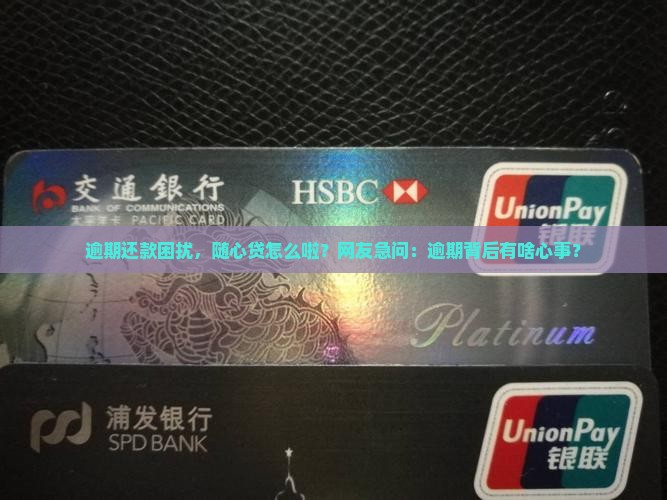 交通銀行
BANK OF COMMUNICATIONS
太平洋卡 PACIFIC CARD
HSBC
UnionPay
银联
逾期还款困扰，随心贷怎么啦？网友急问：逾期背后有啥心事？
Platinum
浦发银行
SPD BANK
UnionPay
银联